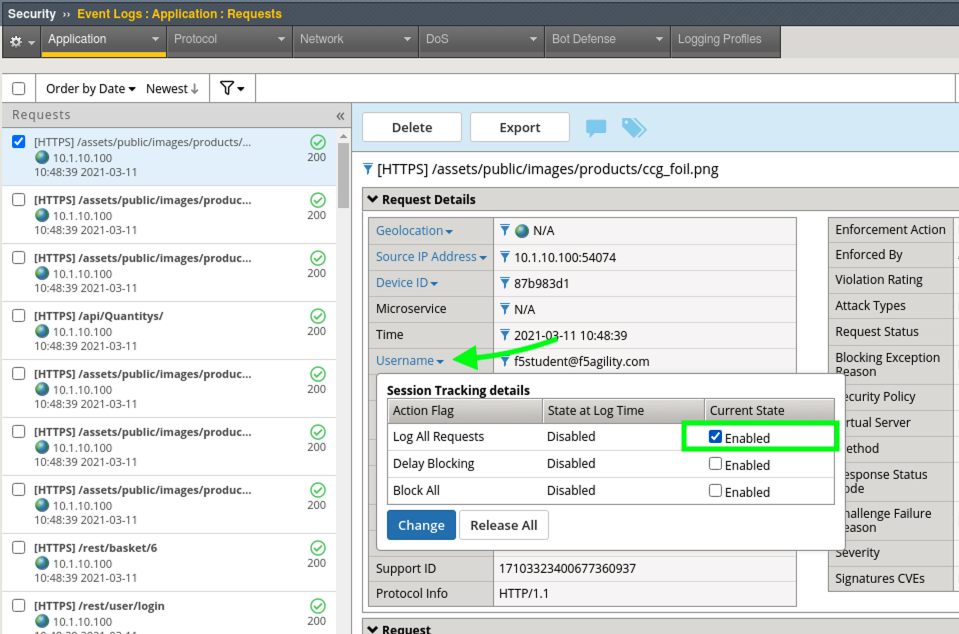 Security ›› Event Logs : Application : Requests
Application Protocol Network DoS Bot Defense Logging Profiles
Order by Date Newest
Requests
«
[HTTPS] /assets/public/images/products/...
10.1.10.100
10:48:39 2021-03-11
200
[HTTPS] /assets/public/images/produc...
10.1.10.100
10:48:39 2021-03-11
200
[HTTPS] /assets/public/images/produc...
10.1.10.100
10:48:39 2021-03-11
200
[HTTPS] /api/Quantitys/
10.1.10.100
10:48:39 2021-03-11
200
[HTTPS] /assets/public/images/produc...
10.1.10.100
10:48:39 2021-03-11
200
[HTTPS] /assets/public/images/produc...
10.1.10.100
10:48:39 2021-03-11
200
[HTTPS] /assets/public/images/produc...
10.1.10.100
10:48:39 2021-03-11
200
[HTTPS] /rest/basket/6
10.1.10.100
10:48:39 2021-03-11
200
[HTTPS] /rest/user/login
10.1.10.100
200
Delete Export
[HTTPS] /assets/public/images/products/ccg_foil.png
Request Details
Geolocation N/A
Source IP Address 10.1.10.100:54074
Device ID 87b983d1
Microservice N/A
Time 2021-03-11 10:48:39
Username f5student@f5agility.com
Session Tracking details
Action Flag State at Log Time Current State
Log All Requests Disabled Enabled
Delay Blocking Disabled Enabled
Block All Disabled Enabled
Change Release All
Support ID 17103323400677360937
Protocol Info HTTP/1.1
Request
Enforcement Action
Enforced By
Violation Rating
Attack Types
Request Status
Blocking Exception
Reason
ecurity Policy
irtual Server
ethod
esponse Status
ode
hallenge Failure
eason
Severity
Signatures CVEs